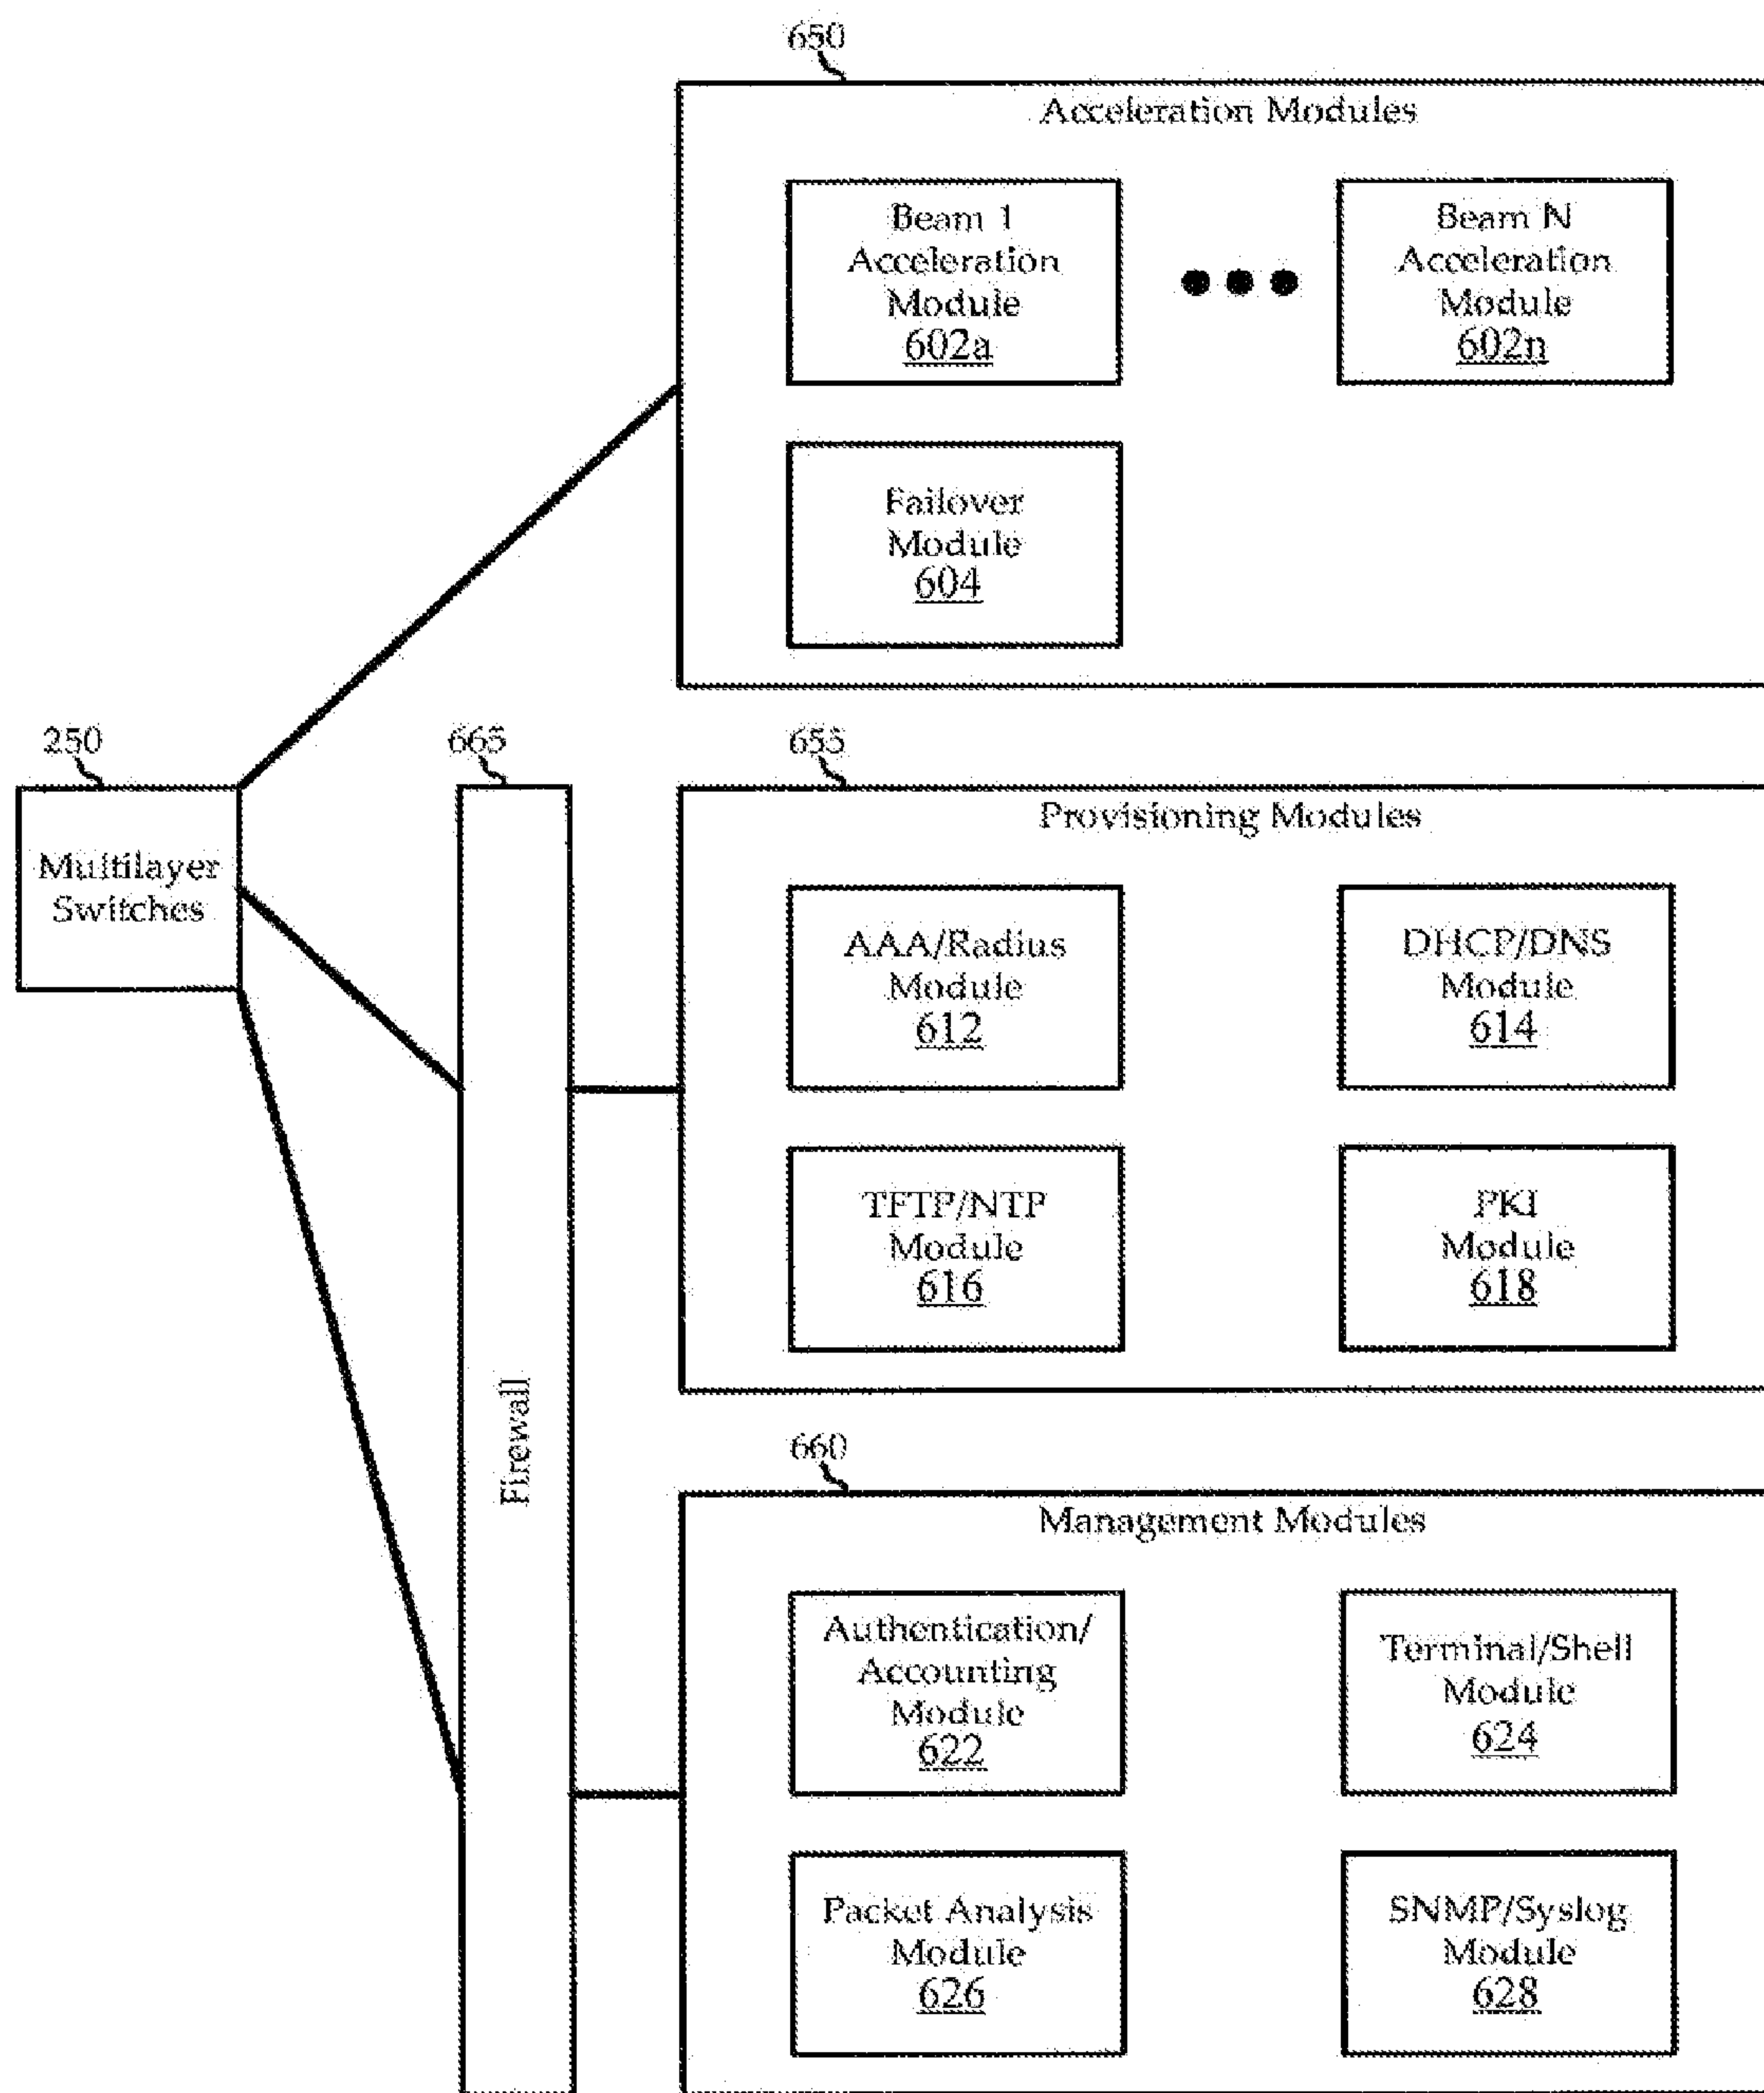 650
Acceleration Modules
Beam 1
Acceleration
Module
602a
Beam N
Acceleration
Module
602n
Failover
Module
604
250
Multilayer
Switches
665
Firewall
655
Provisioning Modules
AAA/Radius
Module
612
DHCP/DNS
Module
614
TFTP/NTP
Module
616
PKI
Module
618
660
Management Modules
Authentication/
Accounting
Module
622
Terminal/Shell
Module
624
Packet Analysis
Module
626
SNMP/Syslog
Module
628